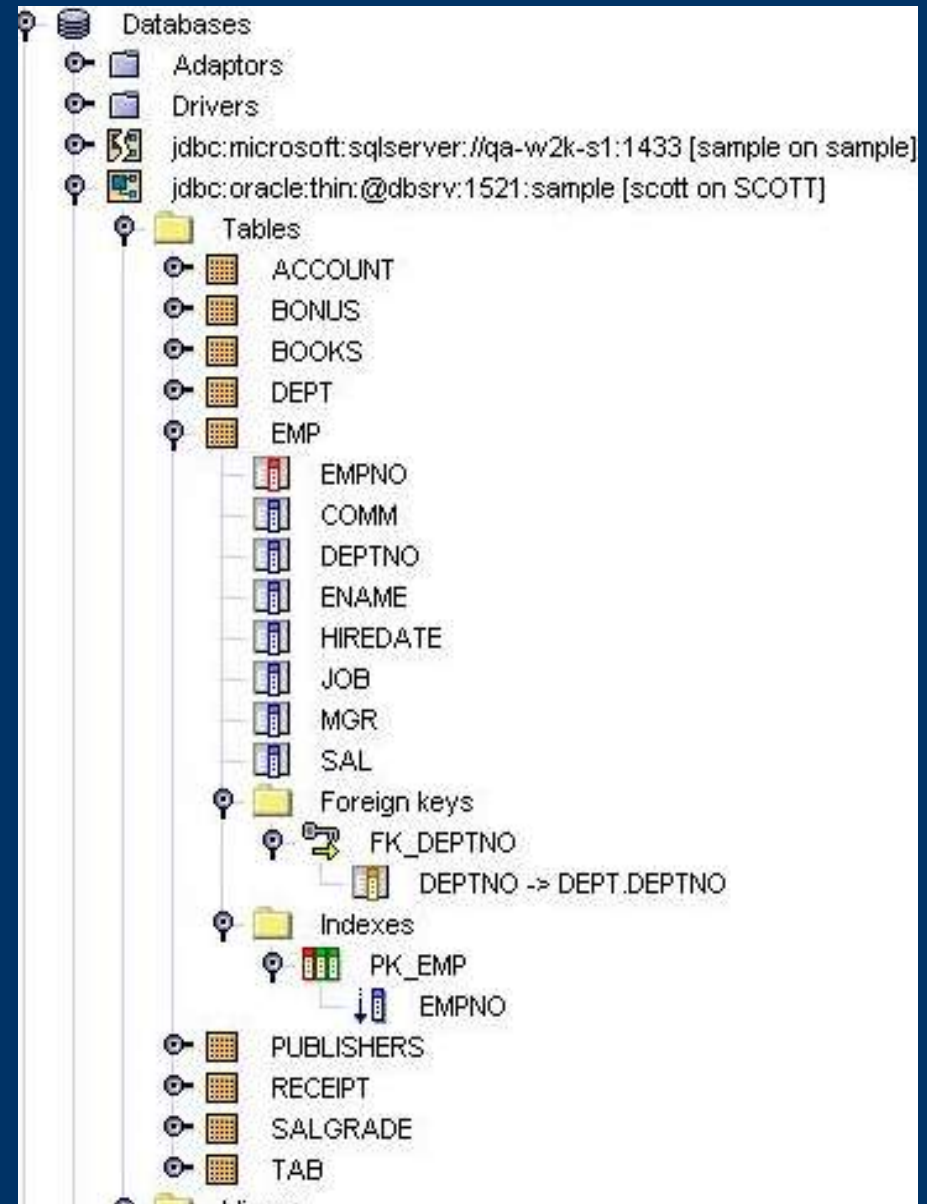 Databases
Adaptors
Drivers
jdbc:microsoft:sqlserver://qa-w2k-s1:1433 [sample on sample]
jdbc:oracle:thin:@dbsrv:1521:sample [scott on SCOTT]
Tables
ACCOUNT
BONUS
BOOKS
DEPT
EMP
EMPNO
COMM
DEPTNO
ENAME
HIREDATE
JOB
MGR
SAL
Foreign keys
FK_DEPTNO
DEPTNO -> DEPT.DEPTNO
Indexes
PK_EMP
EMPNO
PUBLISHERS
RECEIPT
SALGRADE
TAB